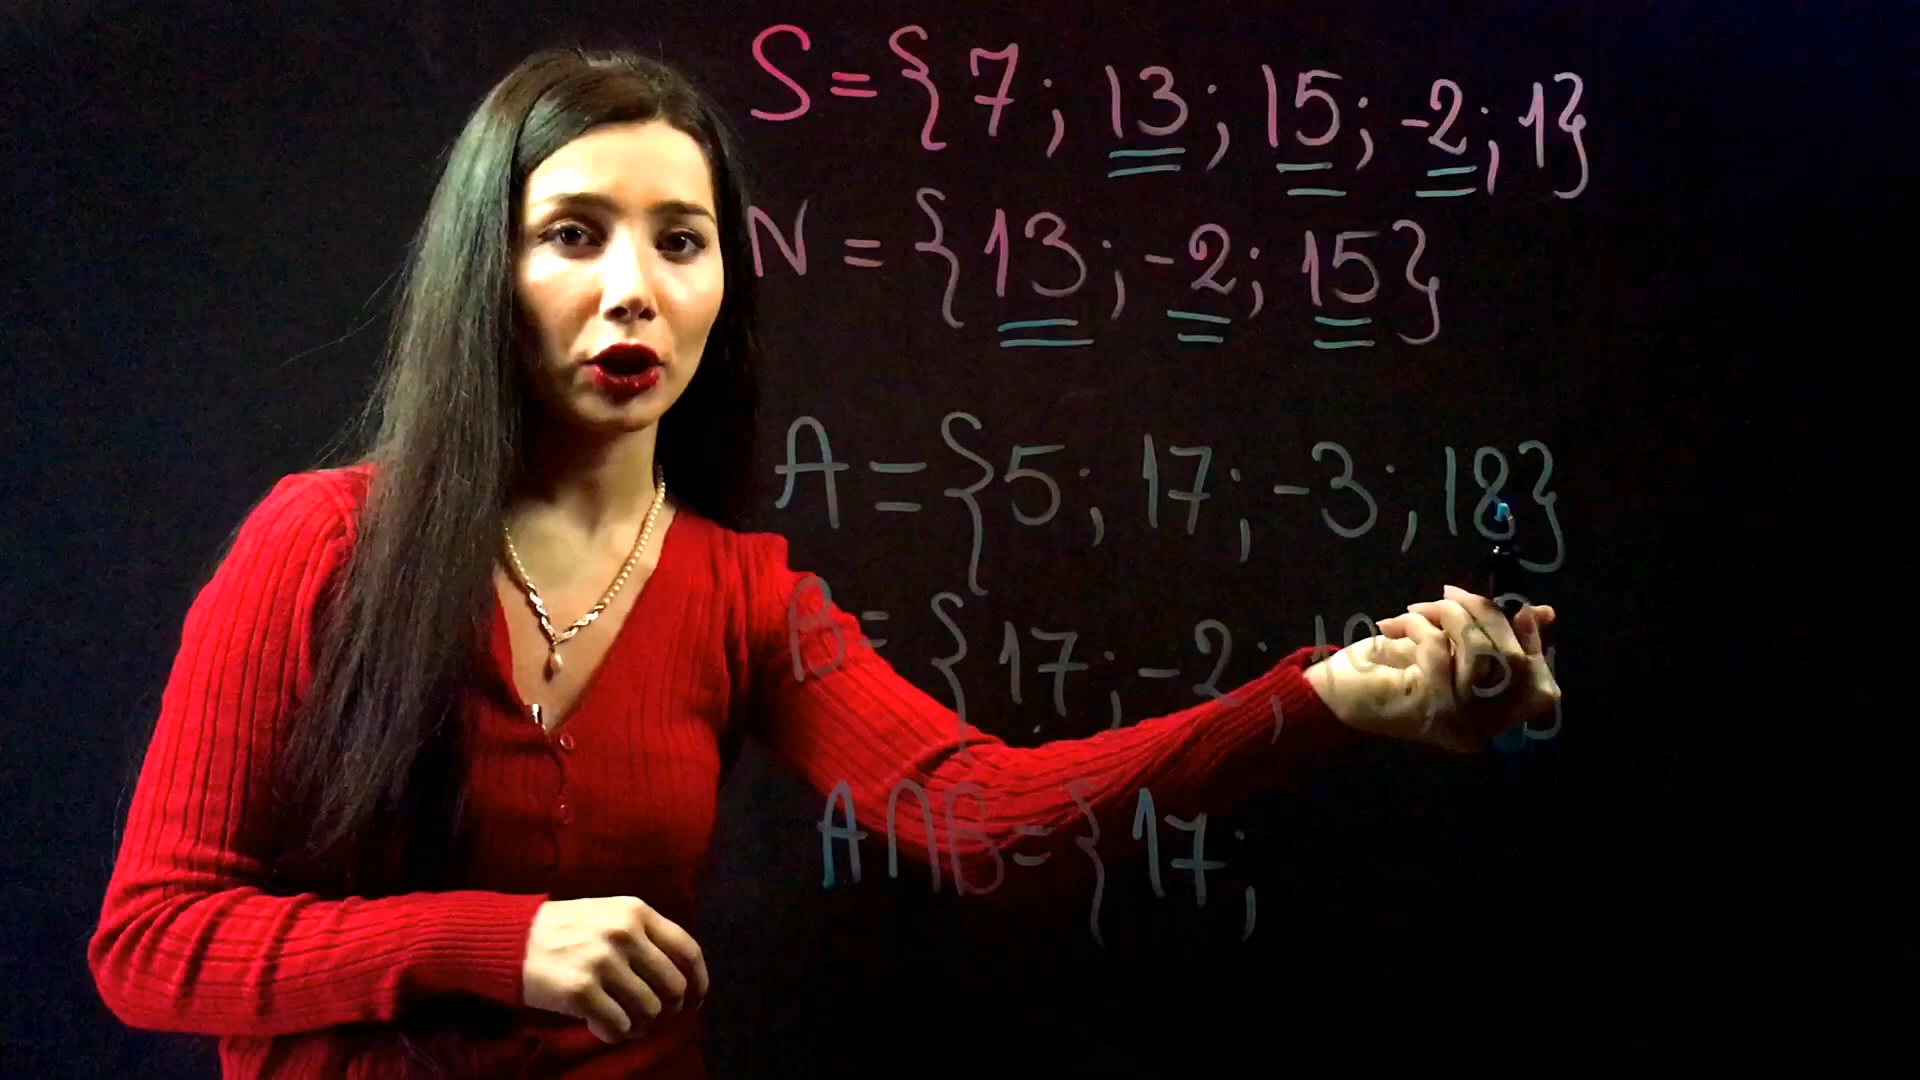 S = { 7 ; 13 ; 15 ; -2 ; 1 }
N = { 13 ; -2 ; 15 }
A = { 5 ; 17 ; -3 ; 18 }
B = { 17 ; -2 ; }
A ∩ B = { 17 ;